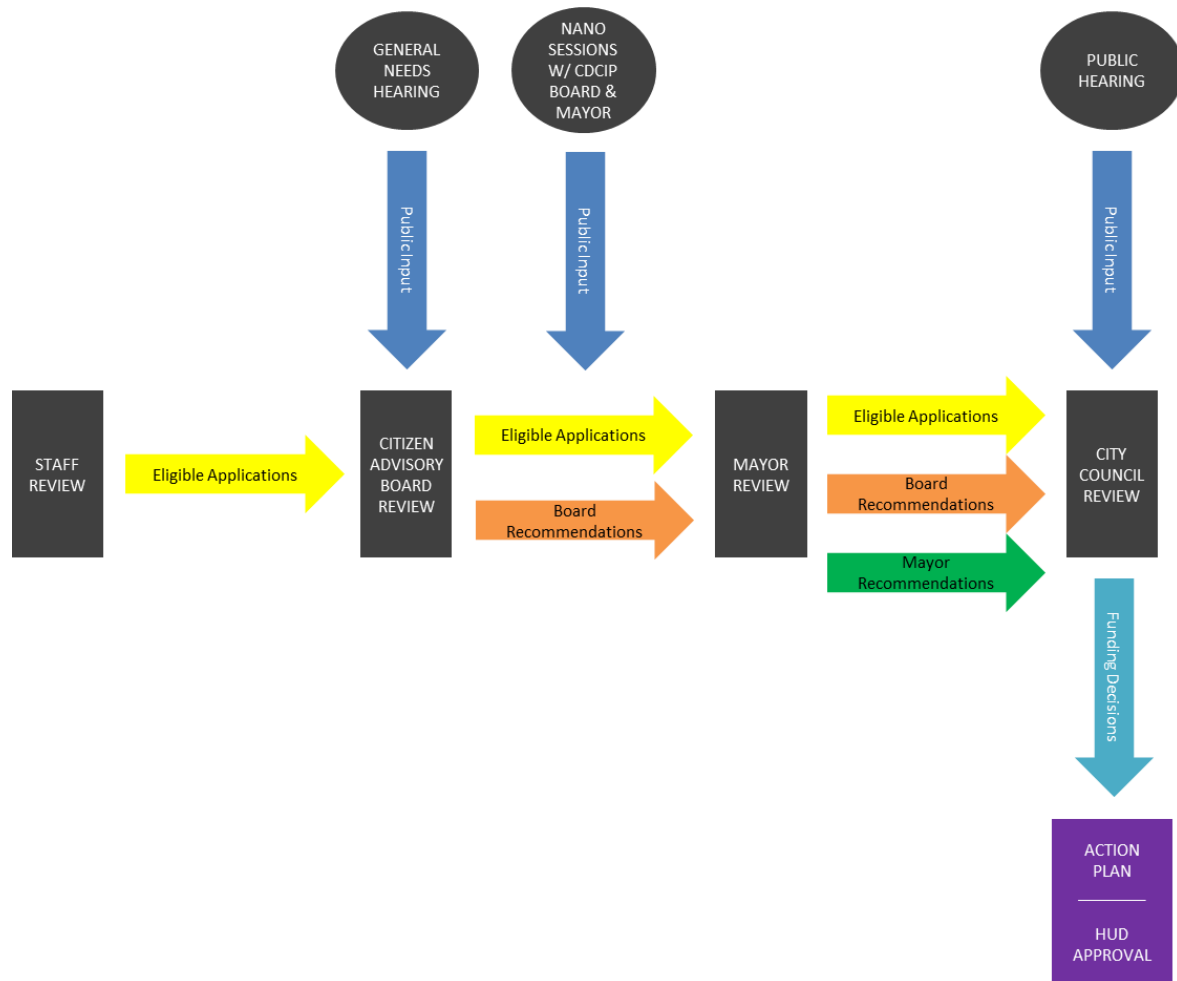 GENERAL
NEEDS
HEARING
NANO
SESSIONS
W/ CDCIP
BOARD &
MAYOR
PUBLIC
HEARING
Public Input
Public Input
Public Input
STAFF
REVIEW
Eligible Applications
CITIZEN
ADVISORY
BOARD
REVIEW
Eligible Applications
Board
Recommendations
MAYOR
REVIEW
Eligible Applications
Board
Recommendations
Mayor
Recommendations
CITY
COUNCIL
REVIEW
Funding Decisions
ACTION
PLAN
HUD
APPROVAL